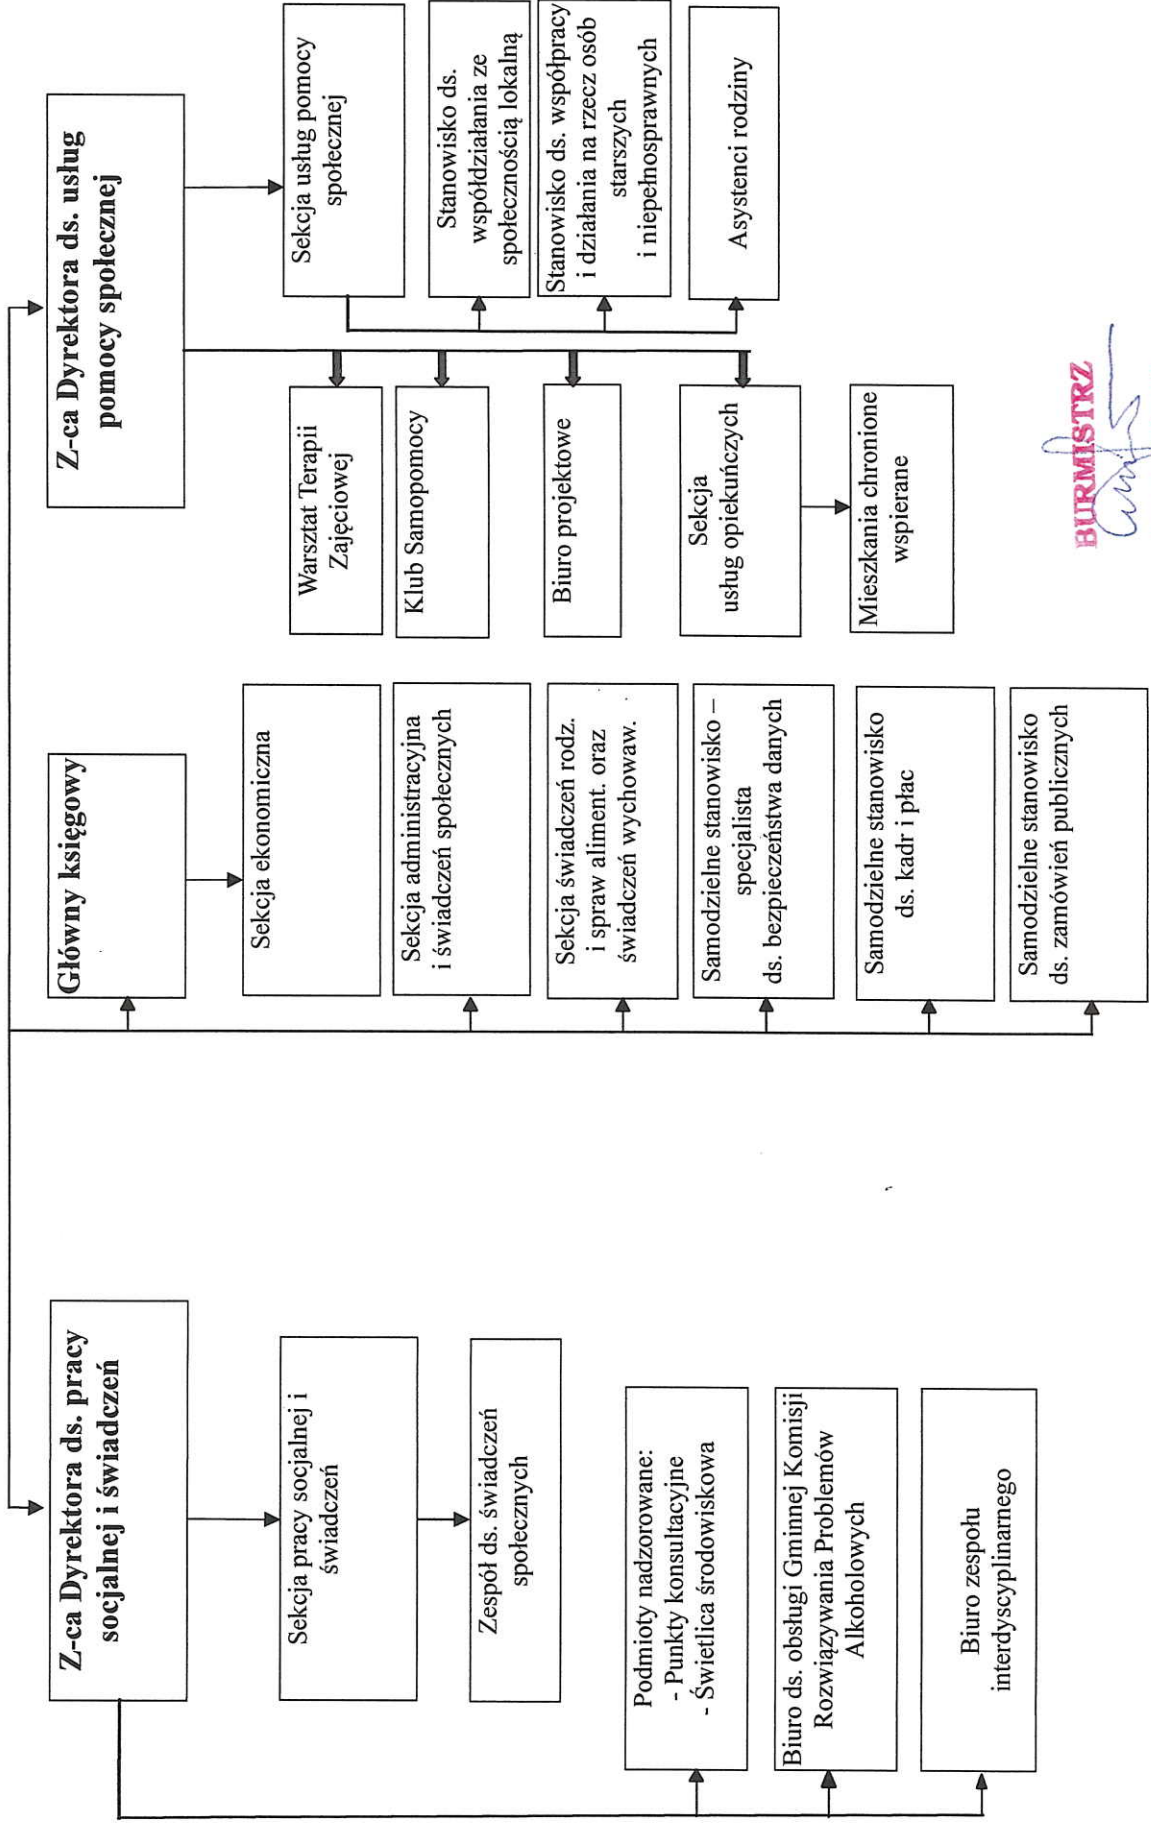 Z-ca Dyrektora ds. pracy
socjalnej i świadczeń
Sekcja pracy socjalnej i
świadczeń
Zespół ds. świadczeń
społecznych
Podmioty nadzorowane:
- Punkty konsultacyjne
- Świetlica środowiskowa
Biuro ds. obsługi Gminnej Komisji
Rozwiązywania Problemów
Alkoholowych
Biuro zespołu
interdyscyplinarnego
Główny księgowy
Sekcja ekonomiczna
Sekcja administracyjna
i świadczeń społecznych
Sekcja świadczeń rodz.
i spraw aliment. oraz
świadczeń wychowaw.
Samodzielne stanowisko –
specjalista
ds. bezpieczeństwa danych
Samodzielne stanowisko
ds. kadr i płac
Samodzielne stanowisko
ds. zamówień publicznych
Z-ca Dyrektora ds. usług
pomocy społecznej
Warsztat Terapii
Zajęciowej
Klub Samopomocy
Biuro projektowe
Sekcja
usług opiekuńczych
Mieszkania chronione
wspierane
Sekcja usług pomocy
społecznej
Stanowisko ds.
współdziałania ze
społecznością lokalną
Stanowisko ds. współpracy
i działania na rzecz osób
starszych
i niepełnosprawnych
Asystenci rodziny
BURMISTRZ